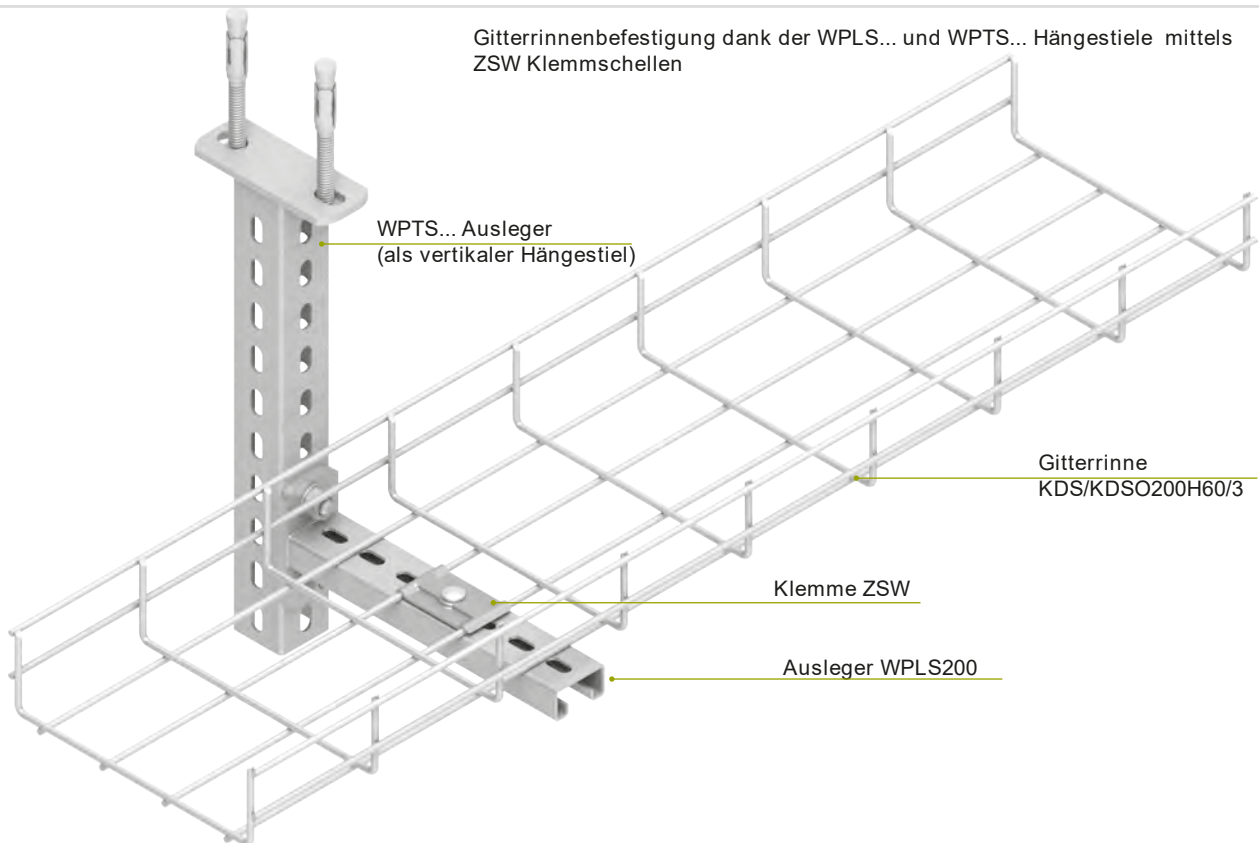 Gitterrinnenbefestigung dank der WPLS... und WPTS... Hängestiele mittels
ZSW Klemmschellen
WPTS... Ausleger
(als vertikaler Hängestiel)
Gitterrinne
KDS/KDSO200H60/3
Klemme ZSW
Ausleger WPLS200